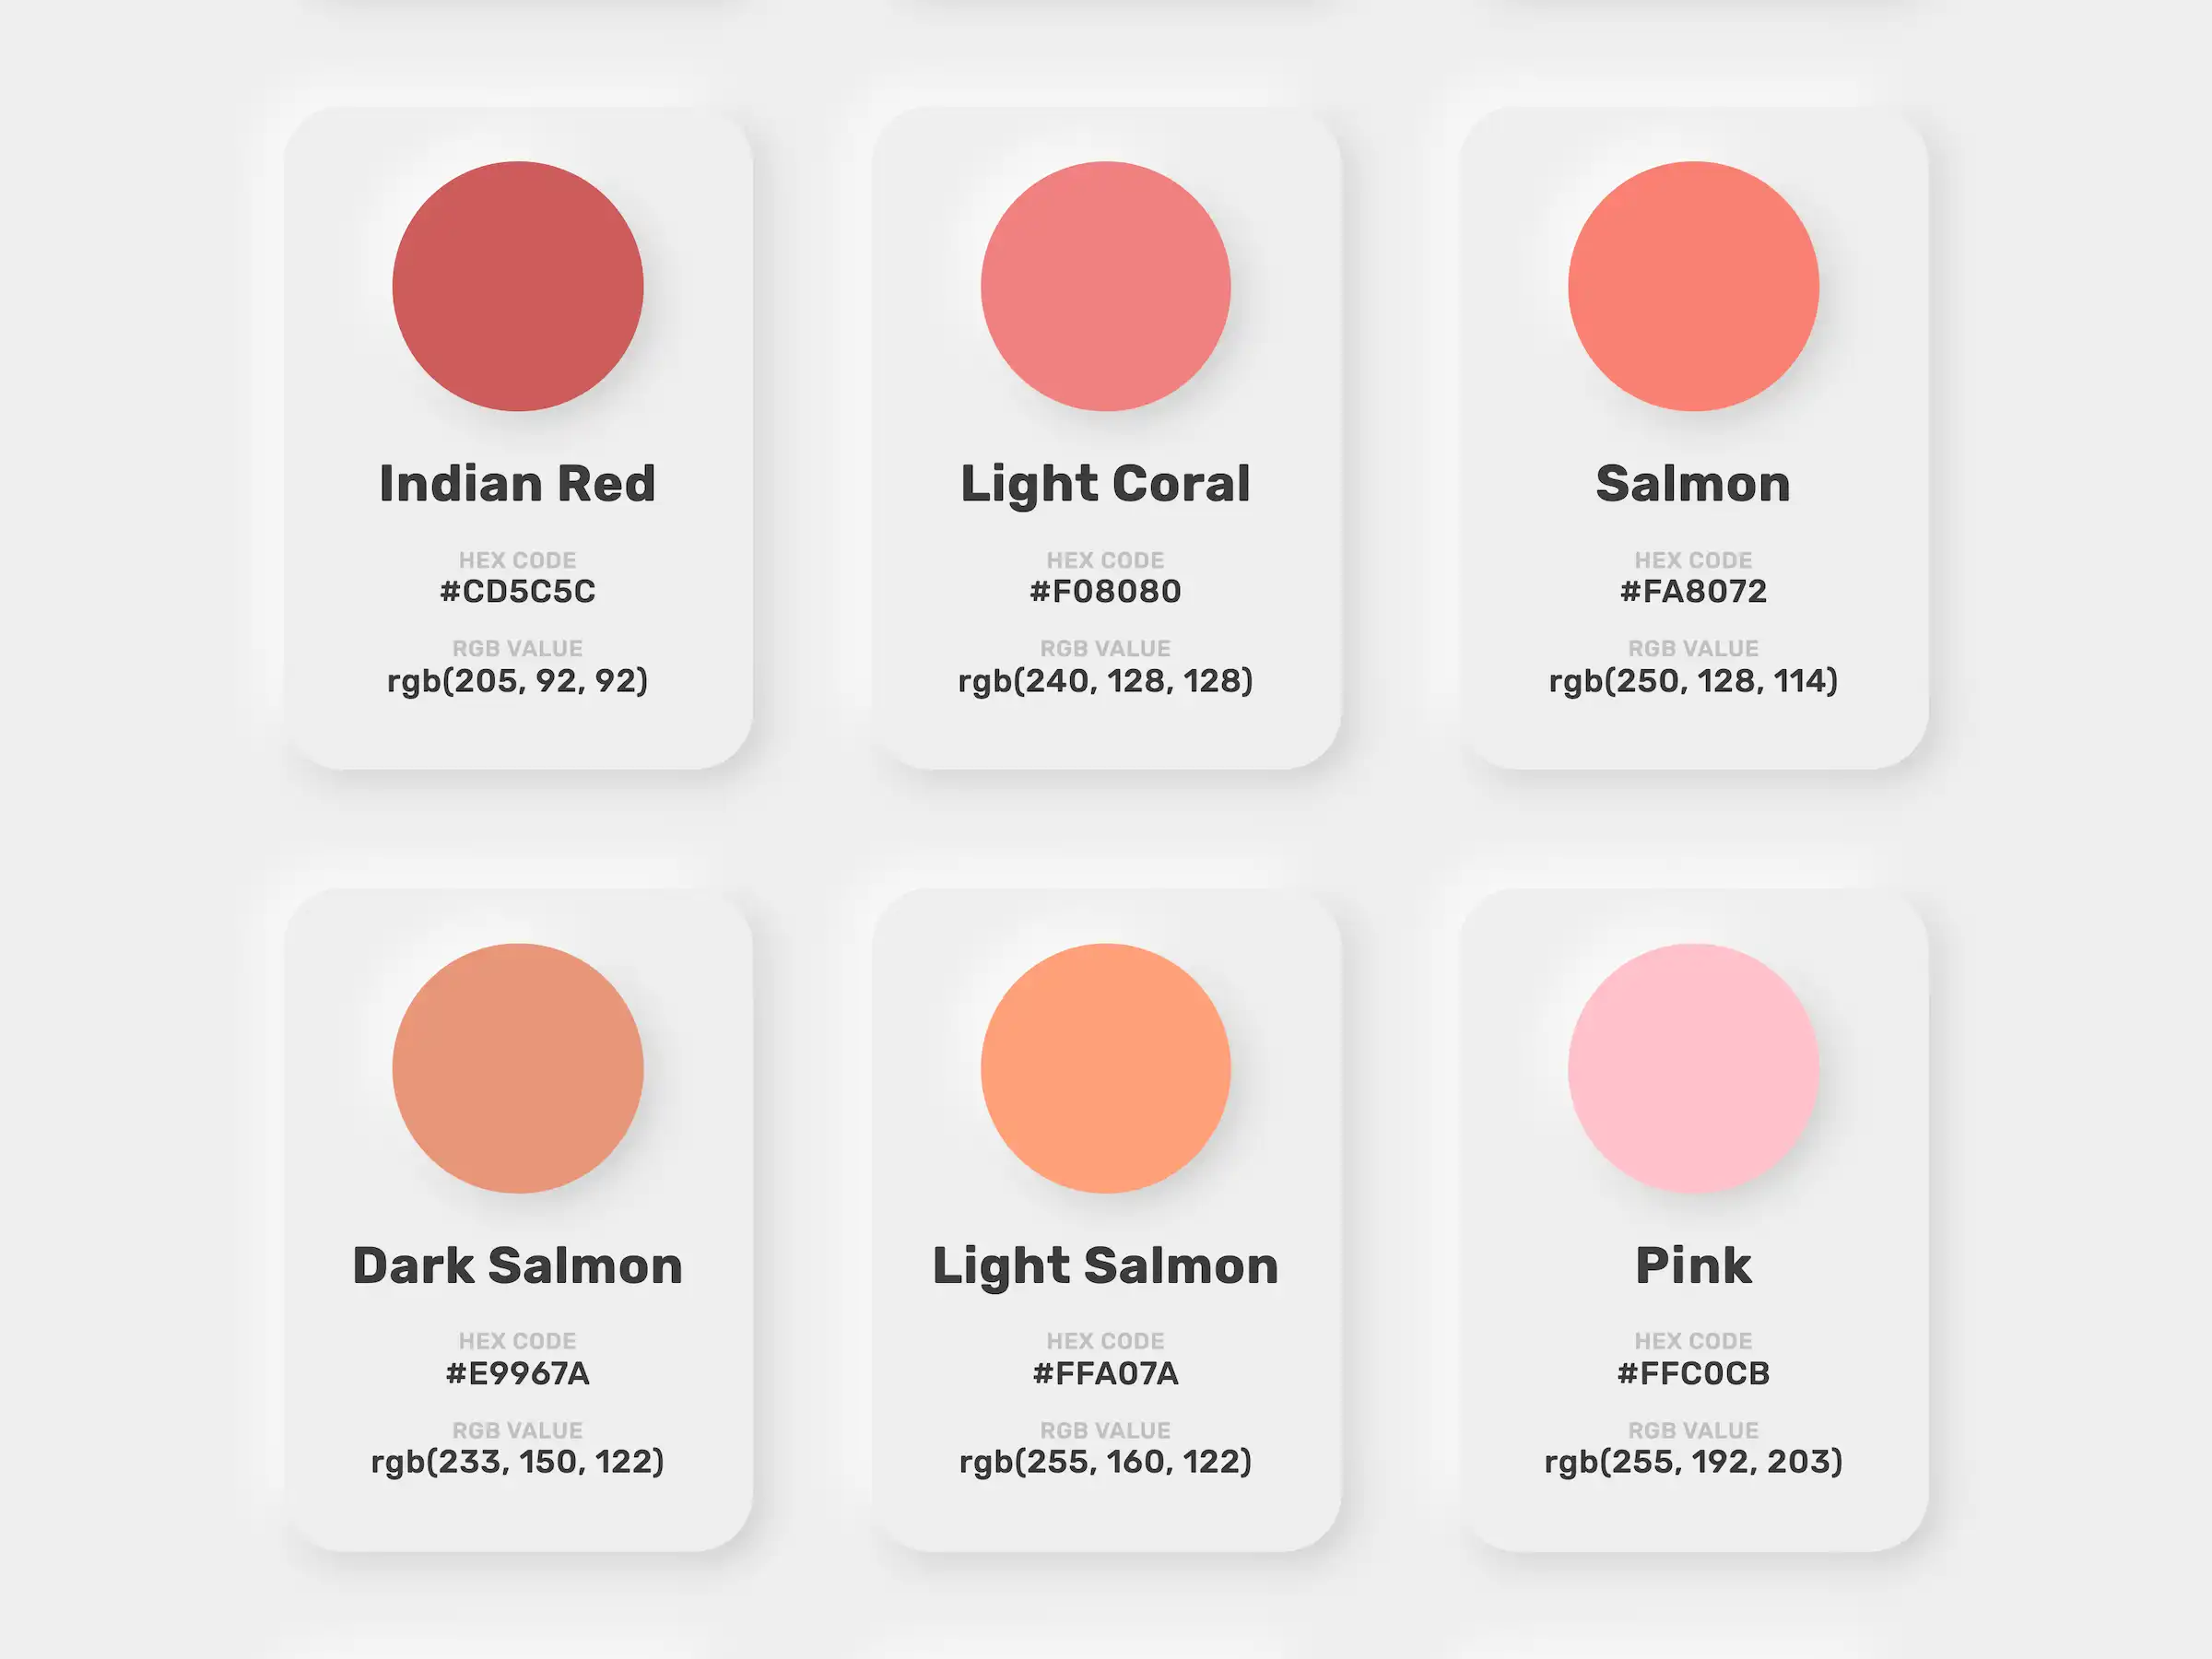 Indian Red
HEX CODE
#CD5C5C
RGB VALUE
rgb(205, 92, 92)
Light Coral
HEX CODE
#F08080
RGB VALUE
rgb(240, 128, 128)
Salmon
HEX CODE
#FA8072
RGB VALUE
rgb(250, 128, 114)
Dark Salmon
HEX CODE
#E9967A
RGB VALUE
rgb(233, 150, 122)
Light Salmon
HEX CODE
#FFA07A
RGB VALUE
rgb(255, 160, 122)
Pink
HEX CODE
#FFC0CB
RGB VALUE
rgb(255, 192, 203)